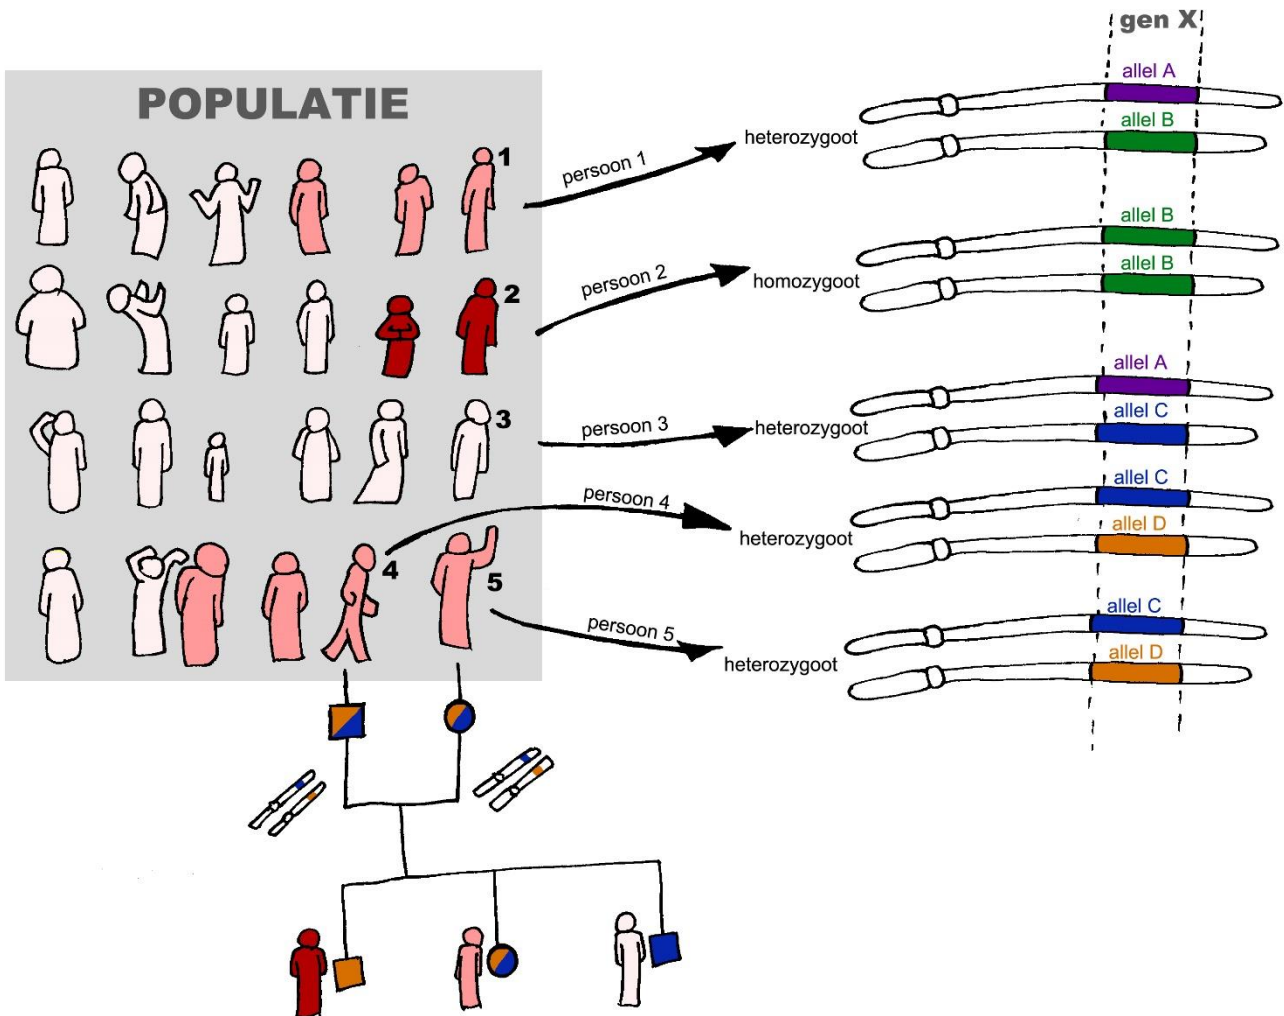 gen X
POPULATIE
allel A
allel B
heterozygoot
persoon 1
1
allel B
allel B
homozygoot
persoon 2
2
allel A
allel C
heterozygoot
persoon 3
3
allel C
allel D
heterozygoot
persoon 4
4
allel C
allel D
heterozygoot
persoon 5
5